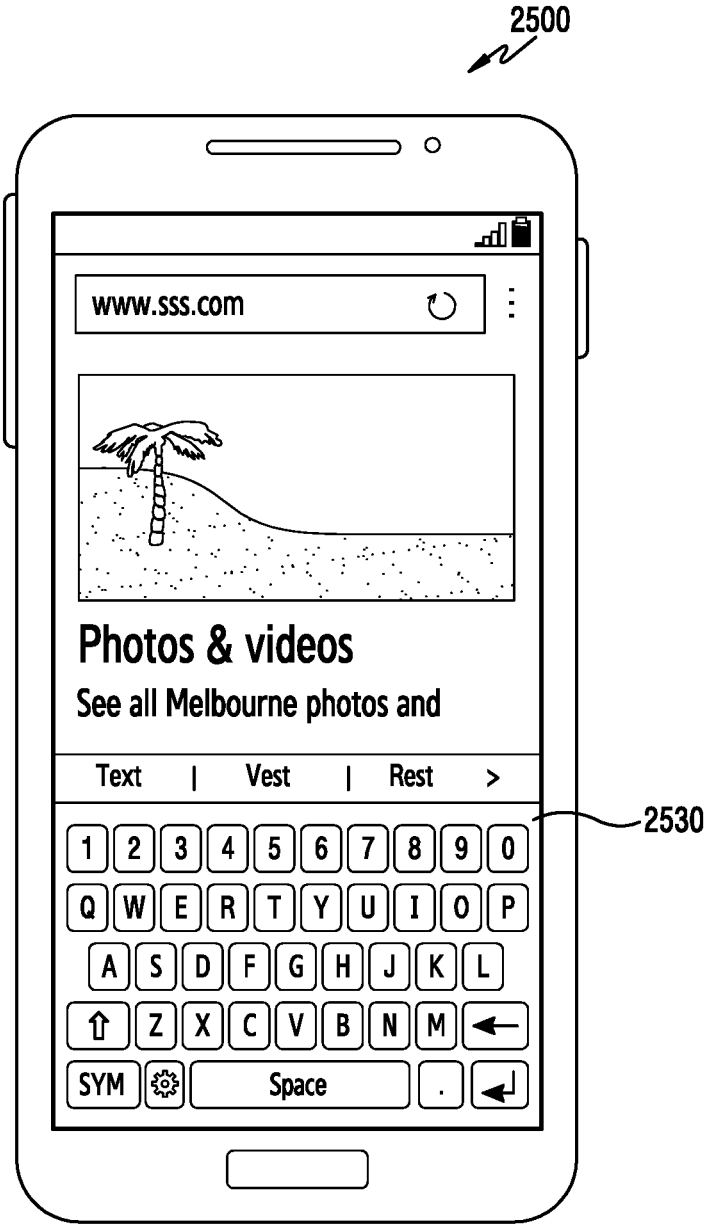 2500
www.sss.com
Photos & videos
See all Melbourne photos and
Text | Vest | Rest >
2530
1 2 3 4 5 6 7 8 9 0
Q W E R T Y U I O P
A S D F G H J K L
Z X C V B N M
SYM Space .